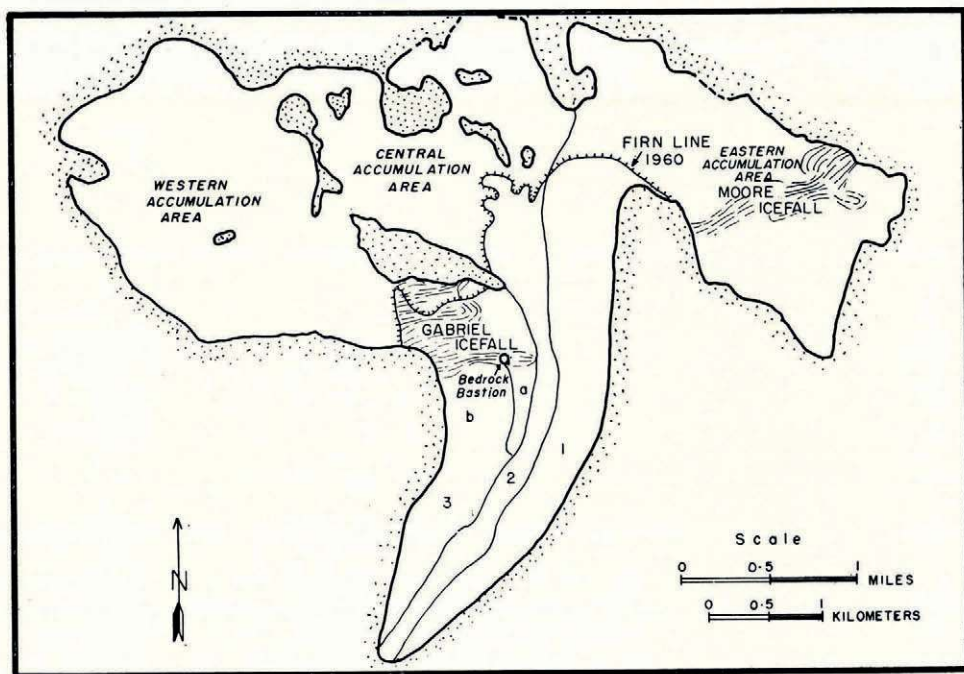 FIRN LINE
1960
EASTERN
ACCUMULATION
AREA
MOORE
ICEFALL
CENTRAL
ACCUMULATION
AREA
WESTERN
ACCUMULATION
AREA
GABRIEL
ICEFALL
Bedrock
Bastion
a
b
1
2
3
N
Scale
0 0·5 1
MILES
0 0·5 1
KILOMETERS